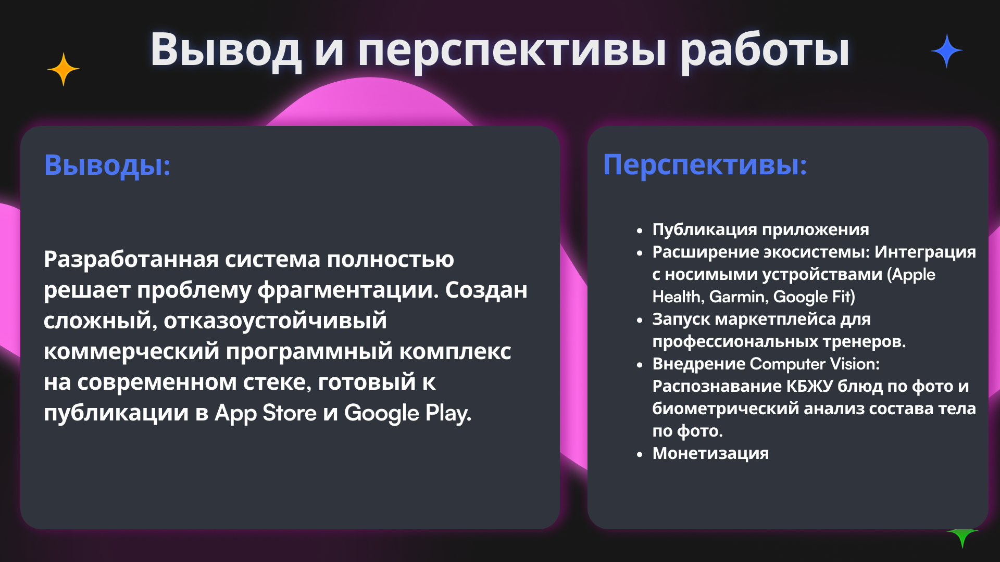 Вывод и перспективы работы
Выводы:
Разработанная система полностью
решает проблему фрагментации. Создан
сложный, отказоустойчивый
коммерческий программный комплекс
на современном стеке, готовый к
публикации в App Store и Google Play.
Перспективы:
• Публикация приложения
• Расширение экосистемы: Интеграция
с носимыми устройствами (Apple
Health, Garmin, Google Fit)
• Запуск маркетплейса для
профессиональных тренеров.
• Внедрение Computer Vision:
Распознавание КБЖУ блюд по фото и
биометрический анализ состава тела
по фото.
• Монетизация